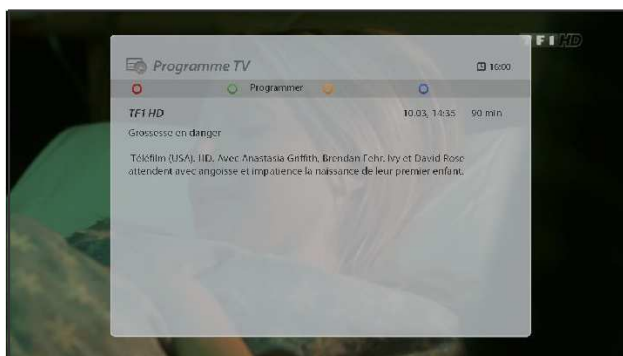 TF1 HD
Programme TV 16:00
Programmer
TF1 HD 10.03, 14:35 90 min
Grossesse en danger
Téléfilm (USA), HD. Avec Anastasia Griffith, Brendan Fehr. Ivy et David Rose
attendent avec angoisse et impatience la naissance de leur premier enfant.